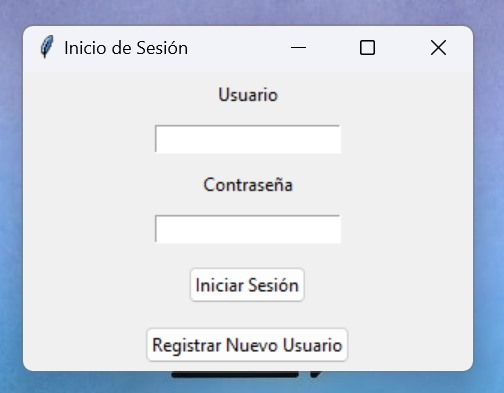 Inicio de Sesión
Usuario
Contraseña
Iniciar Sesión
Registrar Nuevo Usuario